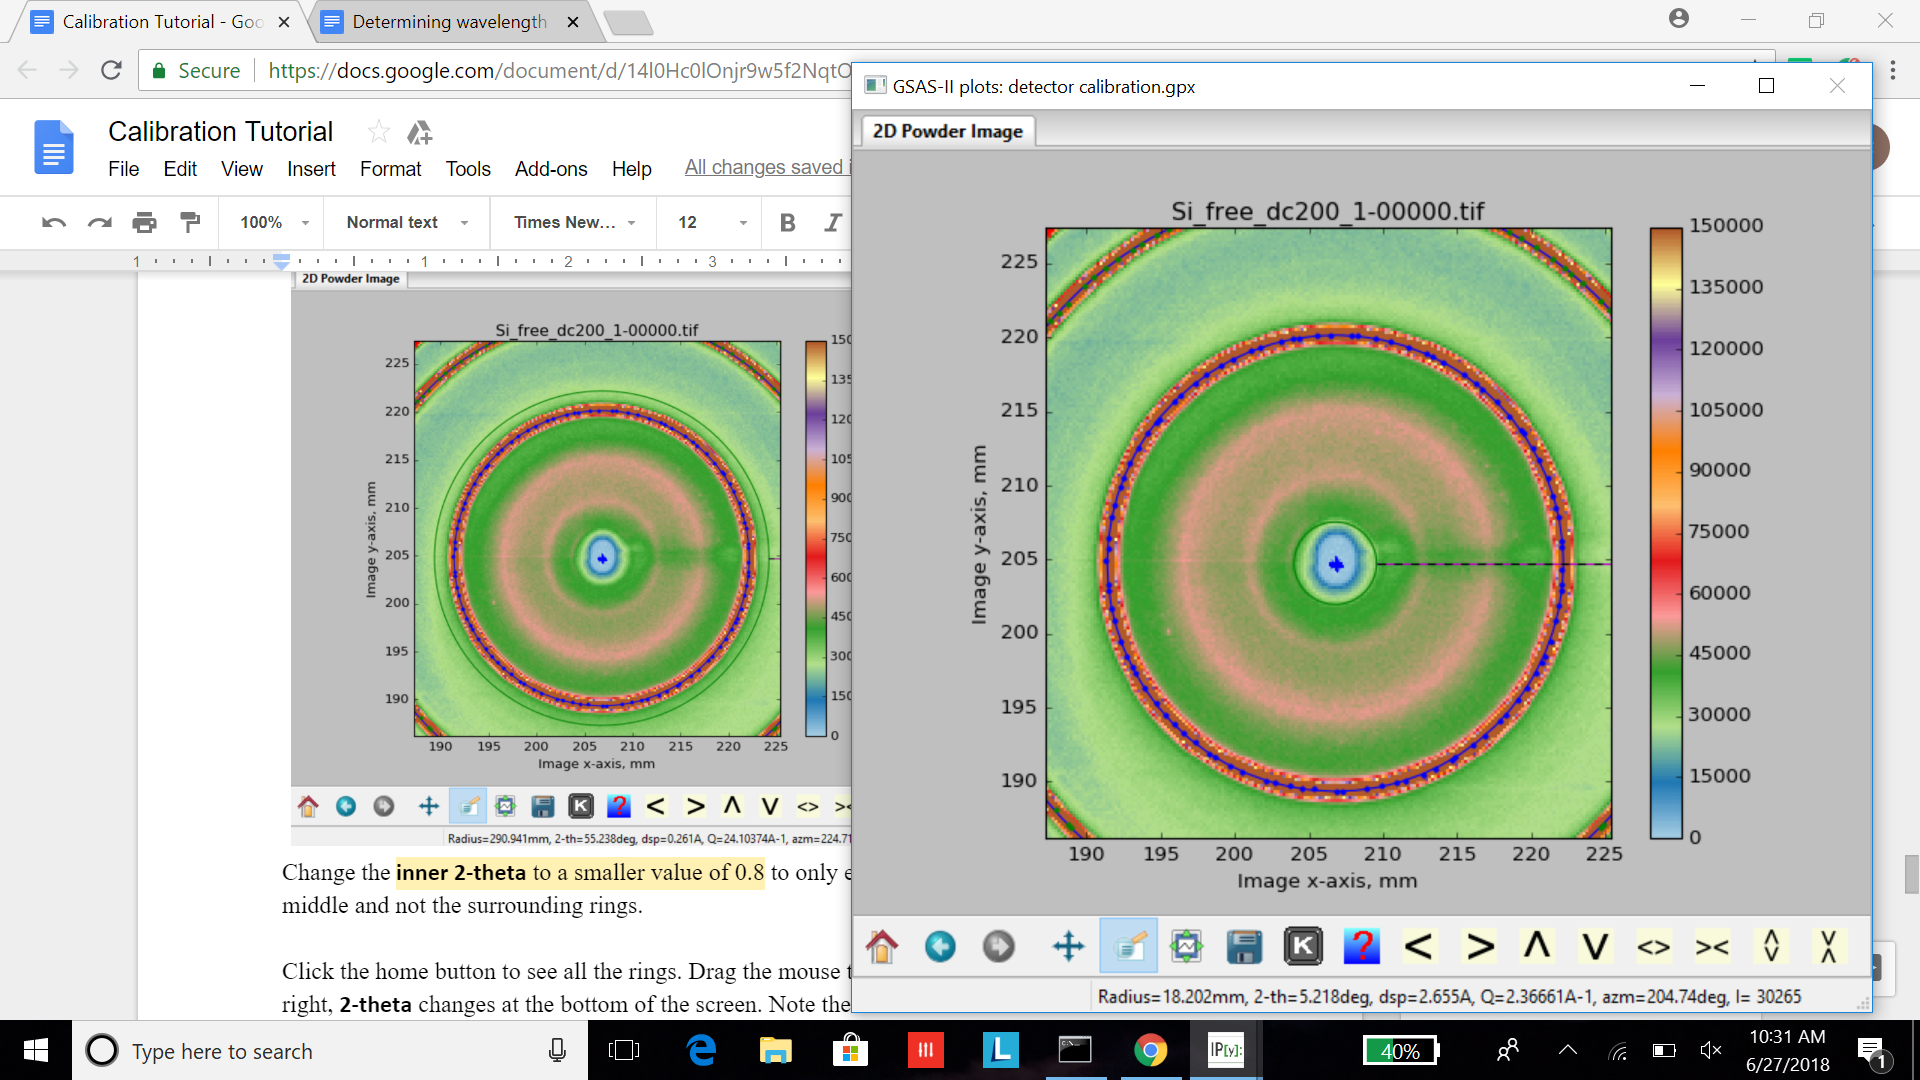 Calibration Tutorial - Goo
Determining wavelength
Secure
https://docs.google.com/document/d/14l0Hc0lOnjr9w5f2NqtO
Calibration Tutorial
File Edit View Insert Format Tools Add-ons Help All changes saved i
100% Normal text Times New... 12 B I
1 1 2 3
2D Powder Image
Si_free_dc200_1-00000.tif
225
220
215
210
205
200
195
190
190 195 200 205 210 215 220 225
Image x-axis, mm
Image y-axis, mm
150
135
120
105
900
750
600
450
300
150
0
K ? < > <> ><
Radius=290.941mm, 2-th=55.238deg, dsp=0.261A, Q=24.10374A-1, azm=224.71
Change the inner 2-theta to a smaller value of 0.8 to only e
middle and not the surrounding rings.
Click the home button to see all the rings. Drag the mouse t
right, 2-theta changes at the bottom of the screen. Note the
GSAS-II plots: detector calibration.gpx
2D Powder Image
Si_free_dc200_1-00000.tif
225
220
215
210
205
200
195
190
190 195 200 205 210 215 220 225
Image x-axis, mm
Image y-axis, mm
150000
135000
120000
105000
90000
75000
60000
45000
30000
15000
0
K ? < > <> ><
Radius=18.202mm, 2-th=5.218deg, dsp=2.655A, Q=2.36661A-1, azm=204.74deg, I= 30265
Type here to search
L
IP[y]:
40%
10:31 AM
6/27/2018
1